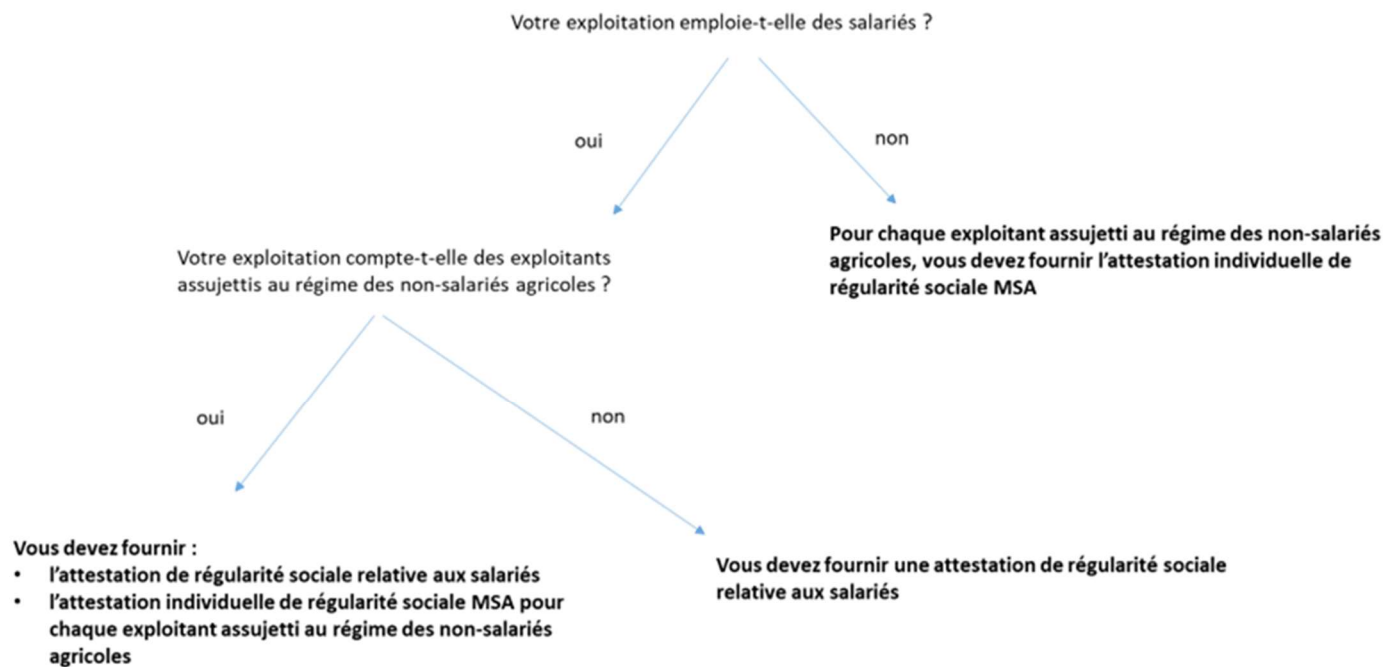 Votre exploitation emploie-t-elle des salariés ?
oui
non
Votre exploitation compte-t-elle des exploitants
assujettis au régime des non-salariés agricoles ?
Pour chaque exploitant assujetti au régime des non-salariés
agricoles, vous devez fournir l’attestation individuelle de
régularité sociale MSA
oui
non
Vous devez fournir :
• l’attestation de régularité sociale relative aux salariés
• l’attestation individuelle de régularité sociale MSA pour
chaque exploitant assujetti au régime des non-salariés
agricoles
Vous devez fournir une attestation de régularité sociale
relative aux salariés